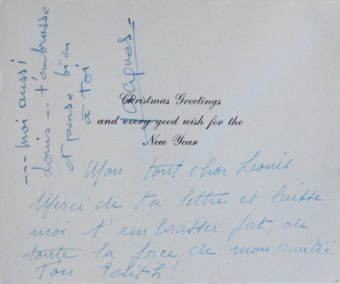 Christmas Greetings
and every good wish for the
New Year
Mon tout cher Louis
Merci de ta lettre et laisse
moi t'embrasser fort, de
toute la force de mon amitié
Ton Edith!
--- moi aussi
Louis -- t'embrasse
et pense bien
à toi
Jacques.